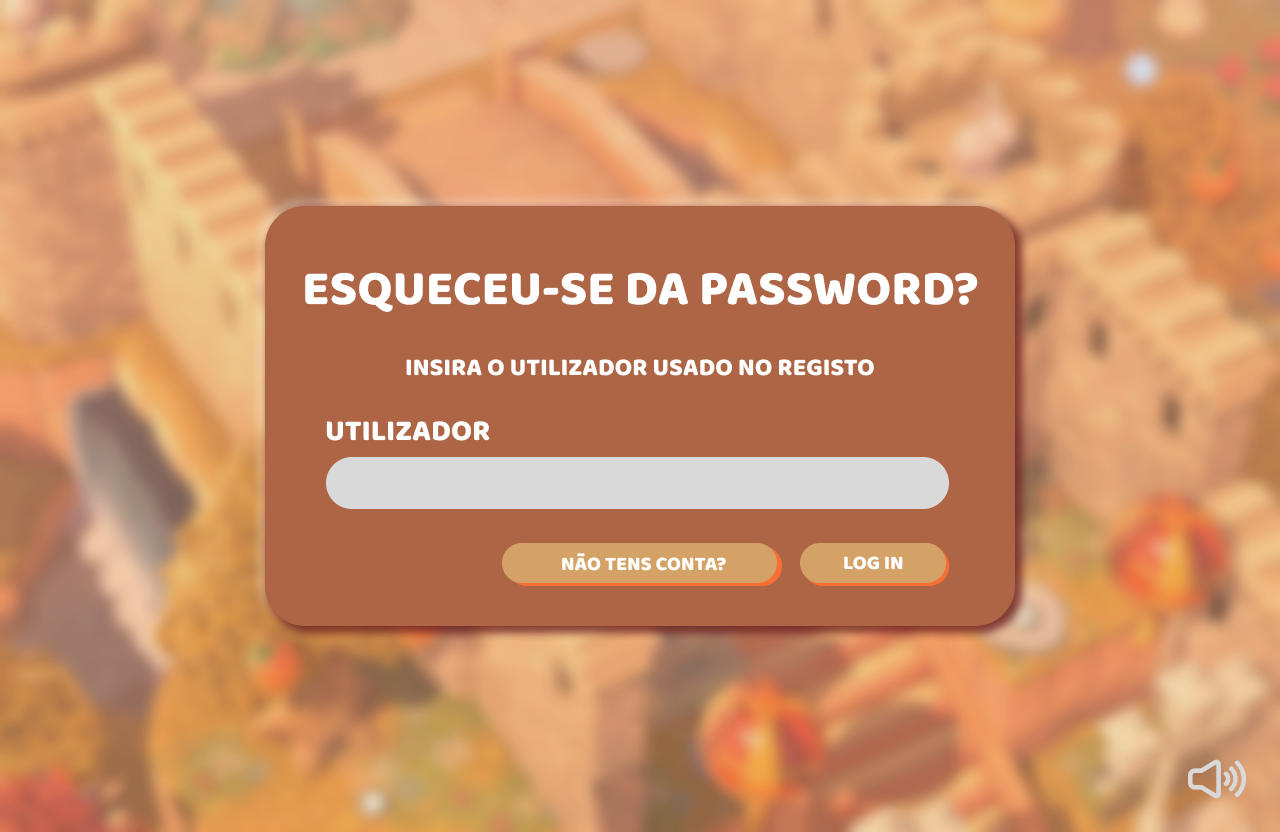 ESQUECEU-SE DA PASSWORD?
INSIRA O UTILIZADOR USADO NO REGISTO
UTILIZADOR
NÃO TENS CONTA?
LOG IN